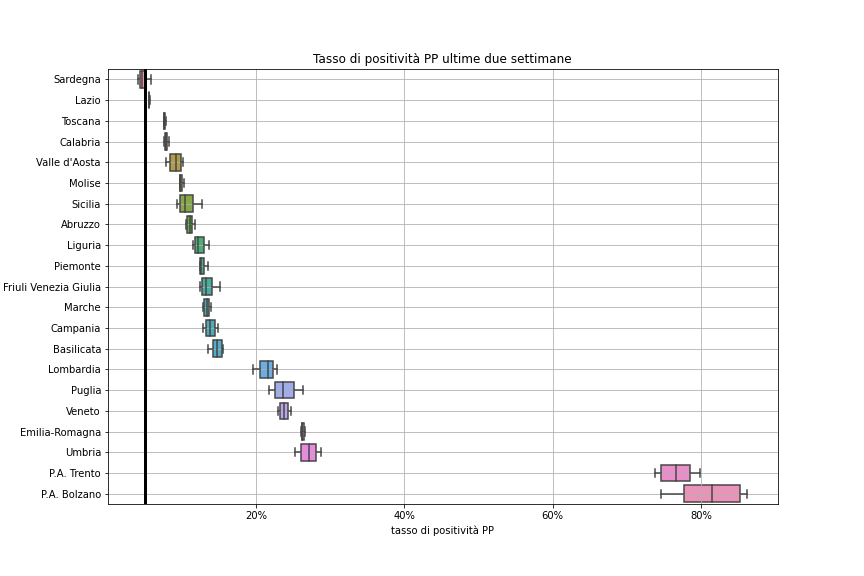 Tasso di positività PP ultime due settimane
Sardegna
Lazio
Toscana
Calabria
Valle d'Aosta
Molise
Sicilia
Abruzzo
Liguria
Piemonte
Friuli Venezia Giulia
Marche
Campania
Basilicata
Lombardia
Puglia
Veneto
Emilia-Romagna
Umbria
P.A. Trento
P.A. Bolzano
20% 40% 60% 80%
tasso di positività PP